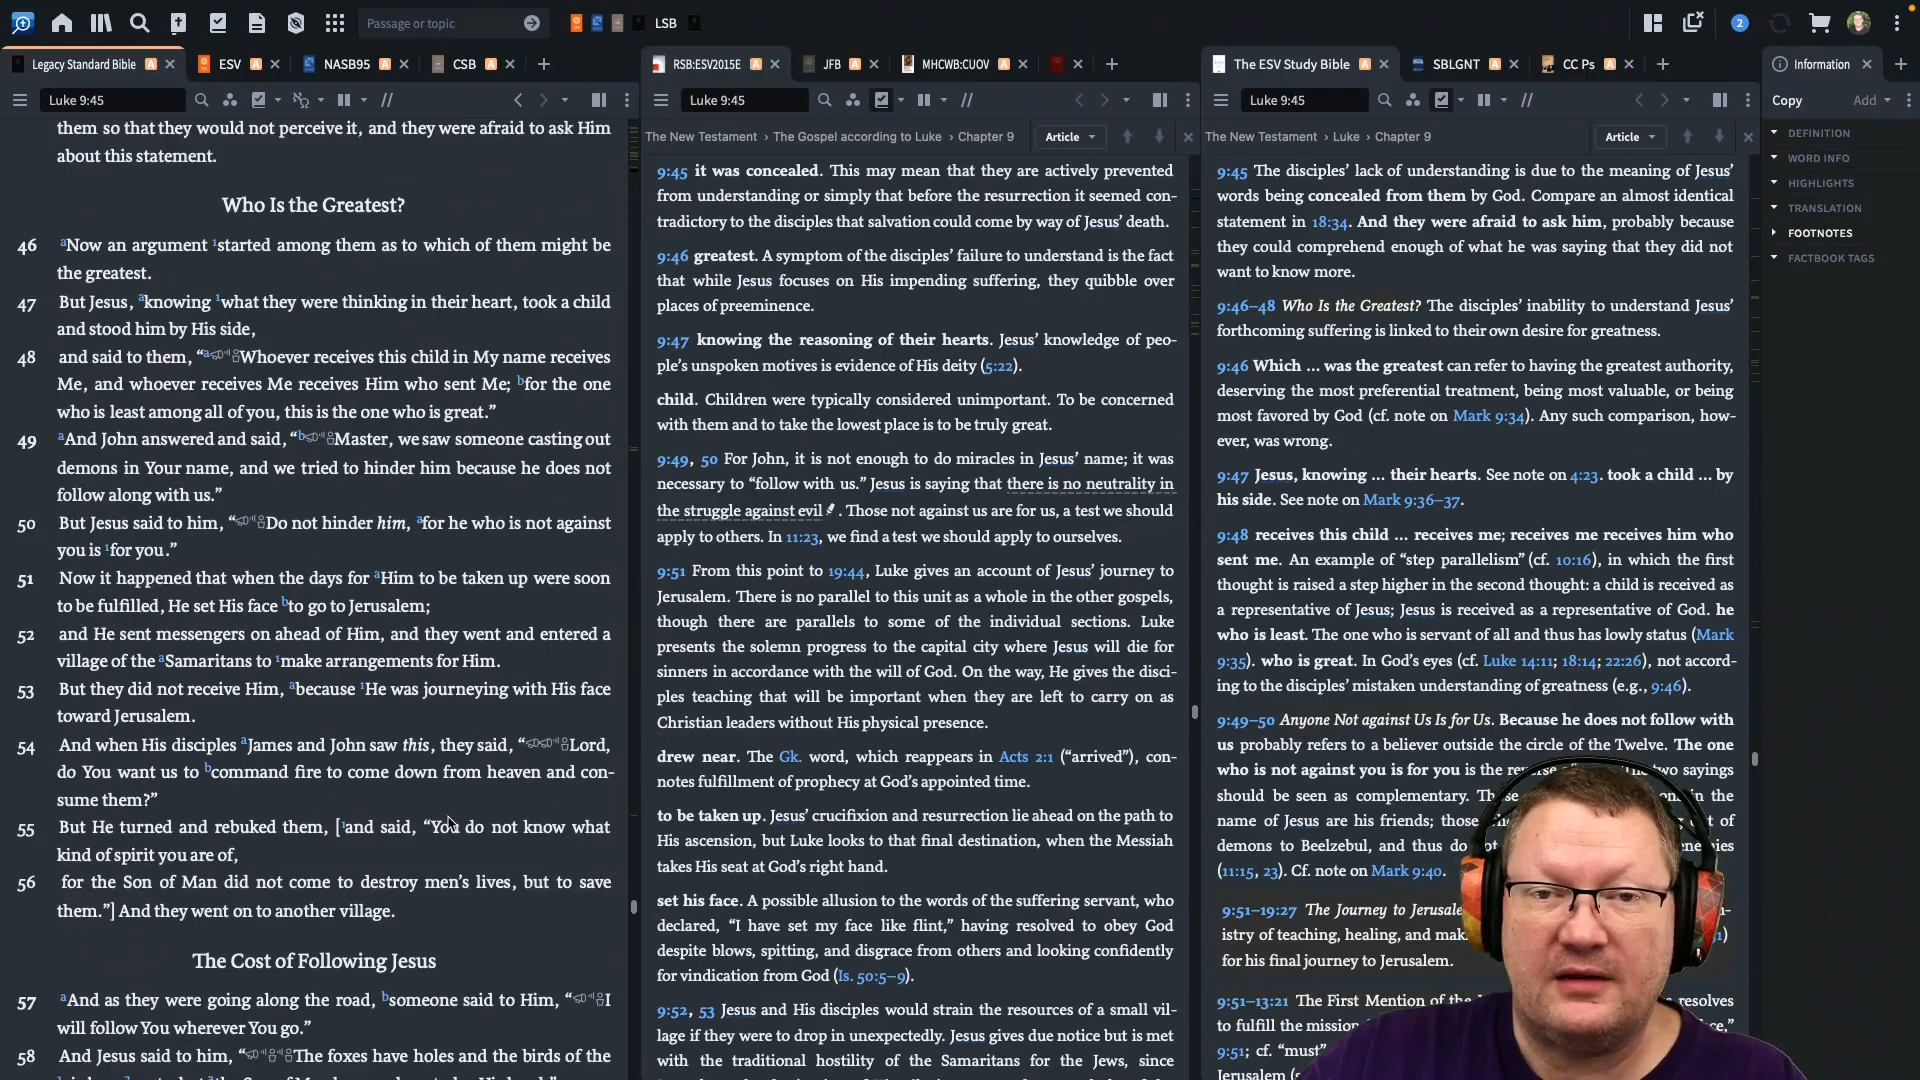 Passage or topic
LSB
2
Legacy Standard Bible A
ESV A
NASB95 A
CSB A
RSB:ESV2015E A
JFB A
MHCWB:CUOV A
A
The ESV Study Bible A
SBLGNT A
CC Ps A
Information
Luke 9:45
Luke 9:45
Luke 9:45
Copy
Add
them so that they would not perceive it, and they were afraid to ask Him
about this statement.
Who Is the Greatest?
46 aNow an argument 1started among them as to which of them might be
the greatest.
47 But Jesus, aknowing 1what they were thinking in their heart, took a child
and stood him by His side,
48 and said to them, “aWhoever receives this child in My name receives
Me, and whoever receives Me receives Him who sent Me; bfor the one
who is least among all of you, this is the one who is great.”
49 aAnd John answered and said, “bMaster, we saw someone casting out
demons in Your name, and we tried to hinder him because he does not
follow along with us.”
50 But Jesus said to him, “Do not hinder him, afor he who is not against
you is 1for you.”
51 Now it happened that when the days for aHim to be taken up were soon
to be fulfilled, He set His face bto go to Jerusalem;
52 and He sent messengers on ahead of Him, and they went and entered a
village of the aSamaritans to 1make arrangements for Him.
53 But they did not receive Him, abecause 1He was journeying with His face
toward Jerusalem.
54 And when His disciples aJames and John saw this, they said, “Lord,
do You want us to bcommand fire to come down from heaven and con-
sume them?”
55 But He turned and rebuked them, [1and said, “You do not know what
kind of spirit you are of,
56 for the Son of Man did not come to destroy men’s lives, but to save
them.”] And they went on to another village.
The Cost of Following Jesus
57 aAnd as they were going along the road, bsomeone said to Him, “I
will follow You wherever You go.”
58 And Jesus said to him, “The foxes have holes and the birds of the
The New Testament › The Gospel according to Luke › Chapter 9
Article
9:45 it was concealed. This may mean that they are actively prevented
from understanding or simply that before the resurrection it seemed con-
tradictory to the disciples that salvation could come by way of Jesus’ death.
9:46 greatest. A symptom of the disciples’ failure to understand is the fact
that while Jesus focuses on His impending suffering, they quibble over
places of preeminence.
9:47 knowing the reasoning of their hearts. Jesus’ knowledge of peo-
ple’s unspoken motives is evidence of His deity (5:22).
child. Children were typically considered unimportant. To be concerned
with them and to take the lowest place is to be truly great.
9:49, 50 For John, it is not enough to do miracles in Jesus’ name; it was
necessary to “follow with us.” Jesus is saying that there is no neutrality in
the struggle against evil. Those not against us are for us, a test we should
apply to others. In 11:23, we find a test we should apply to ourselves.
9:51 From this point to 19:44, Luke gives an account of Jesus’ journey to
Jerusalem. There is no parallel to this unit as a whole in the other gospels,
though there are parallels to some of the individual sections. Luke
presents the solemn progress to the capital city where Jesus will die for
sinners in accordance with the will of God. On the way, He gives the disci-
ples teaching that will be important when they are left to carry on as
Christian leaders without His physical presence.
drew near. The Gk. word, which reappears in Acts 2:1 (“arrived”), con-
notes fulfillment of prophecy at God’s appointed time.
to be taken up. Jesus’ crucifixion and resurrection lie ahead on the path to
His ascension, but Luke looks to that final destination, when the Messiah
takes His seat at God’s right hand.
set his face. A possible allusion to the words of the suffering servant, who
declared, “I have set my face like flint,” having resolved to obey God
despite blows, spitting, and disgrace from others and looking confidently
for vindication from God (Is. 50:5–9).
9:52, 53 Jesus and His disciples would strain the resources of a small vil-
lage if they were to drop in unexpectedly. Jesus gives due notice but is met
with the traditional hostility of the Samaritans for the Jews, since
The New Testament › Luke › Chapter 9
Article
9:45 The disciples’ lack of understanding is due to the meaning of Jesus’
words being concealed from them by God. Compare an almost identical
statement in 18:34. And they were afraid to ask him, probably because
they could comprehend enough of what he was saying that they did not
want to know more.
9:46–48 Who Is the Greatest? The disciples’ inability to understand Jesus’
forthcoming suffering is linked to their own desire for greatness.
9:46 Which ... was the greatest can refer to having the greatest authority,
deserving the most preferential treatment, being most valuable, or being
most favored by God (cf. note on Mark 9:34). Any such comparison, how-
ever, was wrong.
9:47 Jesus, knowing ... their hearts. See note on 4:23. took a child ... by
his side. See note on Mark 9:36–37.
9:48 receives this child ... receives me; receives me receives him who
sent me. An example of “step parallelism” (cf. 10:16), in which the first
thought is raised a step higher in the second thought: a child is received as
a representative of Jesus; Jesus is received as a representative of God. he
who is least. The one who is servant of all and thus has lowly status (Mark
9:35). who is great. In God’s eyes (cf. Luke 14:11; 18:14; 22:26), not accord-
ing to the disciples’ mistaken understanding of greatness (e.g., 9:46).
9:49–50 Anyone Not against Us Is for Us. Because he does not follow with
us probably refers to a believer outside the circle of the Twelve. The one
who is not against you is for you is the reverse of two sayings
should be seen as complementary. in the
name of Jesus are his friends; those out of
demons to Beelzebul, and thus do enemies
(11:15, 23). Cf. note on Mark 9:40.
9:51–19:27 The Journey to
istry of teaching, healing, and
for his final journey to Jerusalem.
9:51–13:21 The First Mention of the resolves
to fulfill the mission
9:51; cf. “must”
Jerusalem
DEFINITION
WORD INFO
HIGHLIGHTS
TRANSLATION
FOOTNOTES
FACTBOOK TAGS